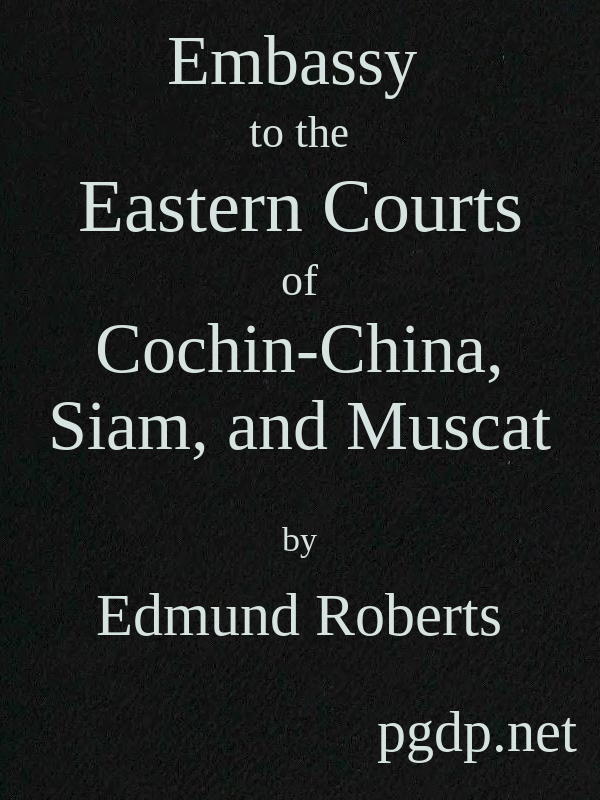 Embassy
to the
Eastern Courts
of
Cochin-China,
Siam, and Muscat
by
Edmund Roberts
pgdp.net